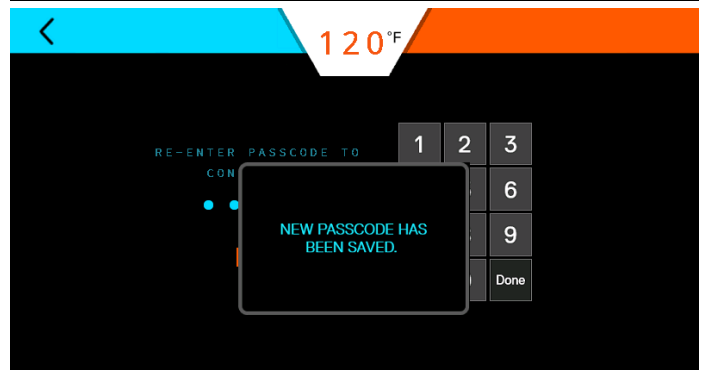 120°F
RE-ENTER PASSCODE TO
CON
1 2 3
6
NEW PASSCODE HAS
BEEN SAVED.
9
Done